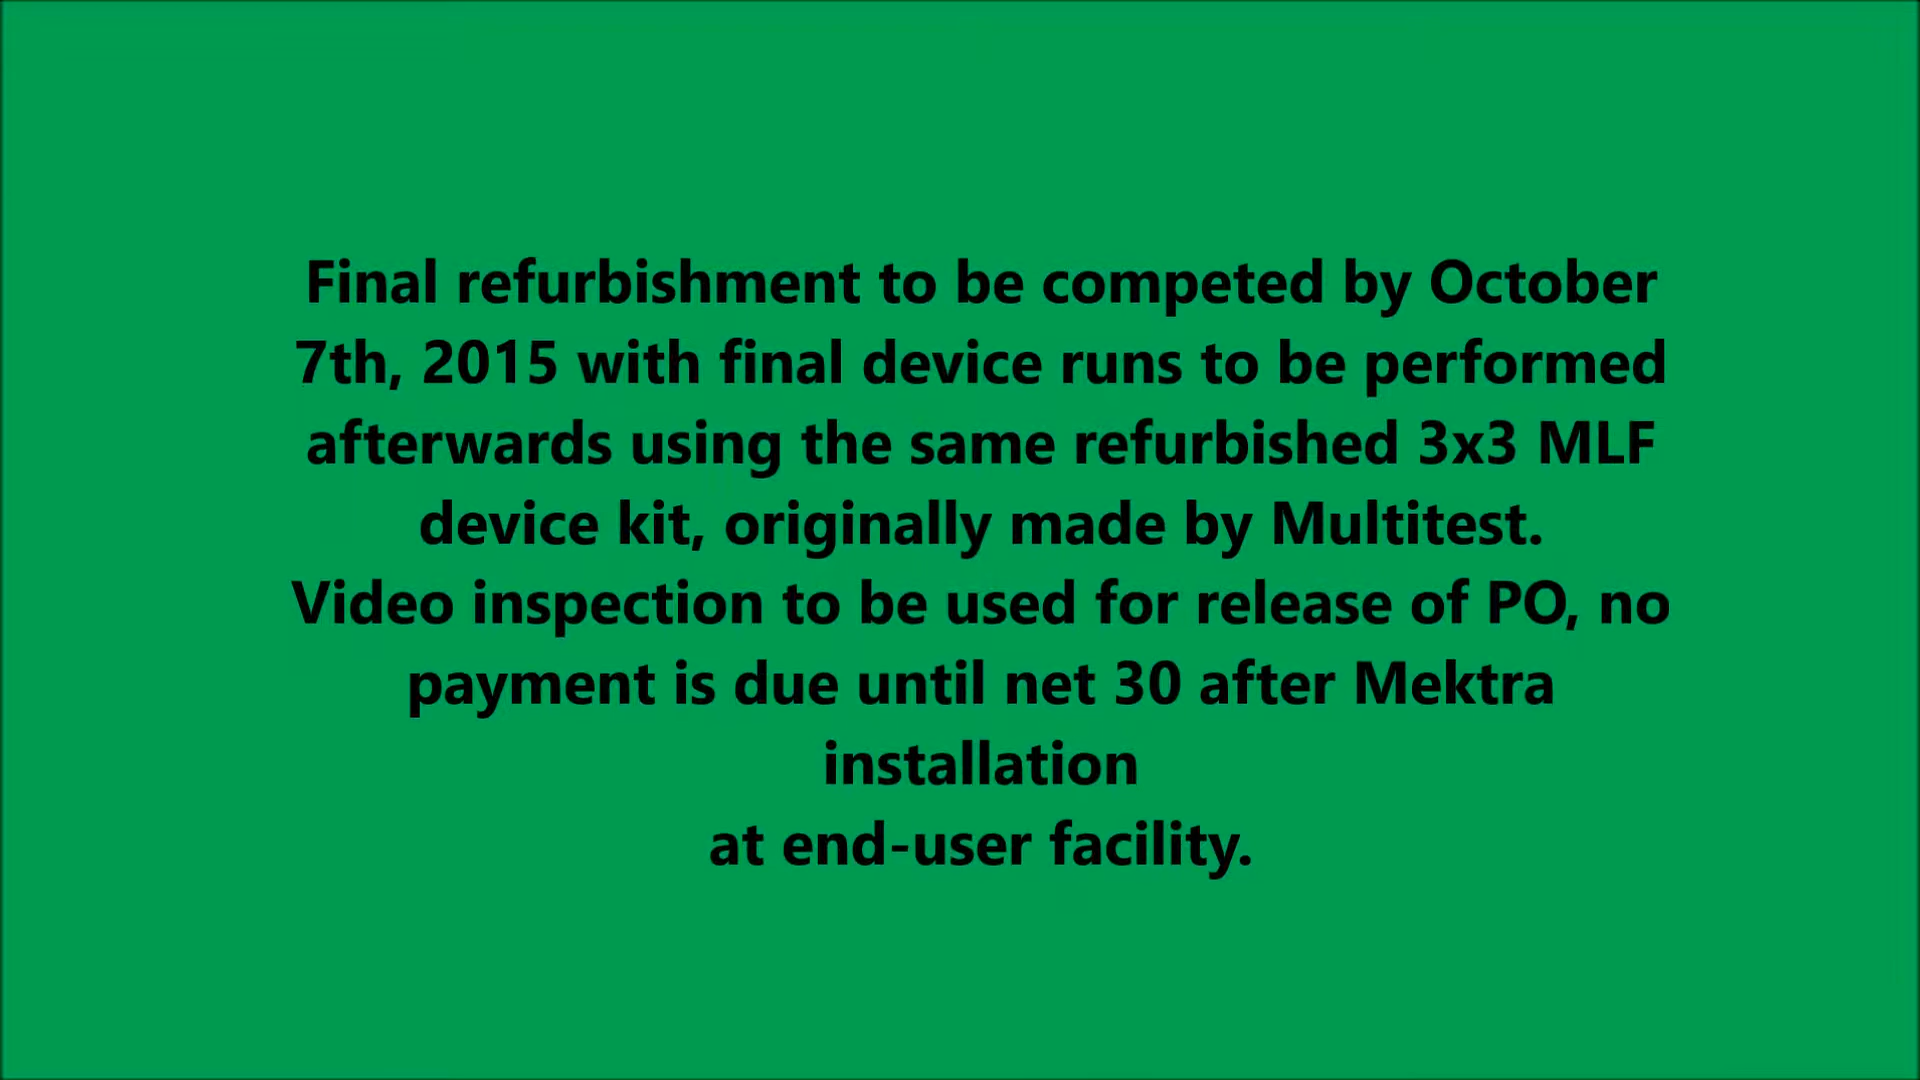 Final refurbishment to be competed by October
7th, 2015 with final device runs to be performed
afterwards using the same refurbished 3x3 MLF
device kit, originally made by Multitest.
Video inspection to be used for release of PO, no
payment is due until net 30 after Mektra
installation
at end-user facility.